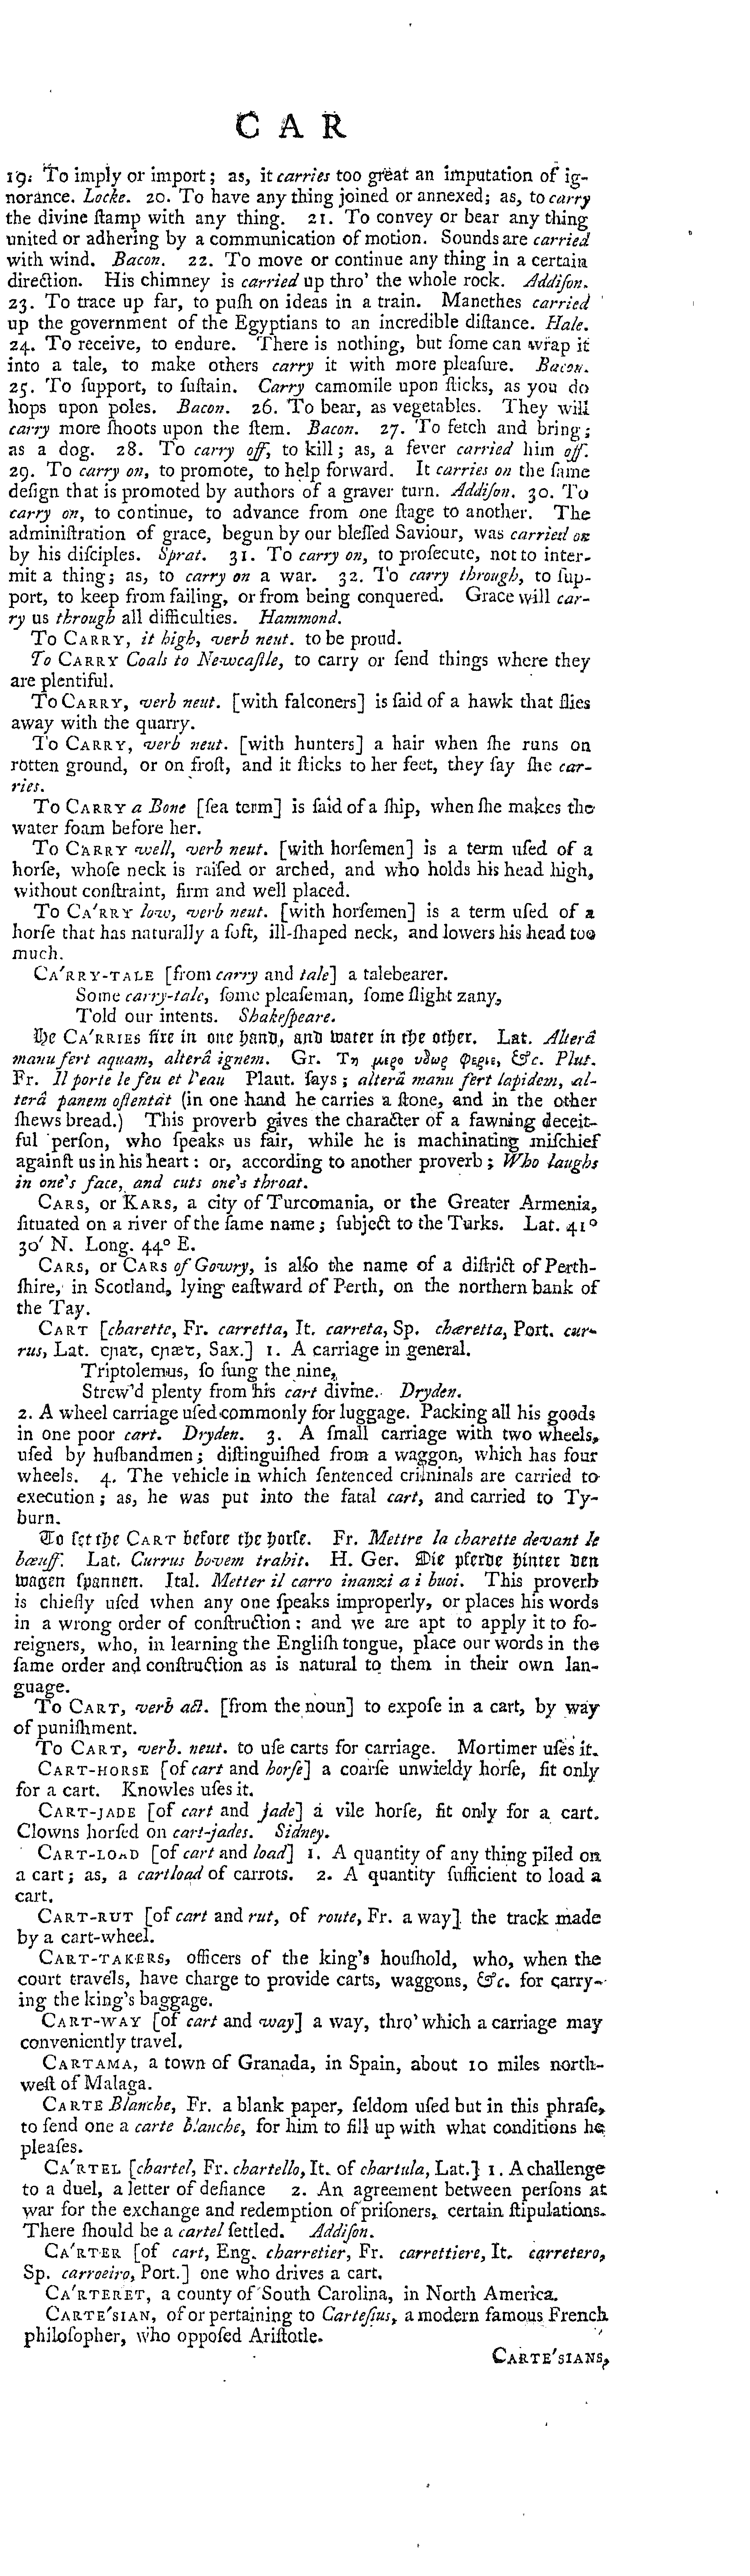 C A R
19. To imply or import; as, it carries too great an imputation of ig-
norance. Locke. 20. To have any thing joined or annexed; as, to carry
the divine ſtamp with any thing. 21. To convey or bear any thing
united or adhering by a communication of motion. Sounds are carried
with wind. Bacon. 22. To move or continue any thing in a certain
direction. His chimney is carried up thro' the whole rock. Addiſon.
23. To trace up far, to puſh on ideas in a train. Manethes carried
up the government of the Egyptians to an incredible diſtance. Hale.
24. To receive, to endure. There is nothing, but ſome can wrap it
into a tale, to make others carry it with more pleaſure. Bacon.
25. To ſupport, to ſuſtain. Carry camomile upon ſticks, as you do
hops upon poles. Bacon. 26. To bear, as vegetables. They will
carry more ſhoots upon the ſtem. Bacon. 27. To fetch and bring;
as a dog. 28. To carry off, to kill; as, a fever carried him off.
29. To carry on, to promote, to help forward. It carries on the ſame
deſign that is promoted by authors of a graver turn. Addiſon. 30. To
carry on, to continue, to advance from one ſtage to another. The
adminiſtration of grace, begun by our bleſſed Saviour, was carried on
by his diſciples. Sprat. 31. To carry on, to proſecute, not to inter-
mit a thing; as, to carry on a war. 32. To carry through, to ſup-
port, to keep from failing, or from being conquered. Grace will car-
ry us through all difficulties. Hammond.
To CARRY, it high, verb neut. to be proud.
To CARRY Coals to Newcaſtle, to carry or ſend things where they
are plentiful.
To CARRY, verb neut. [with falconers] is ſaid of a hawk that flies
away with the quarry.
To CARRY, verb neut. [with hunters] a hair when ſhe runs on
rotten ground, or on froſt, and it ſticks to her feet, they ſay ſhe car-
ries.
To CARRY a Bone [ſea term] is ſaid of a ſhip, when ſhe makes the
water foam before her.
To CARRY well, verb neut. [with horſemen] is a term uſed of a
horſe, whoſe neck is raiſed or arched, and who holds his head high,
without conſtraint, firm and well placed.
To CA'RRY low, verb neut. [with horſemen] is a term uſed of a
horſe that has naturally a ſoft, ill-ſhaped neck, and lowers his head too
much.
CA'RRY-TALE [from carry and tale] a talebearer.
Some carry-tale, ſome pleaſeman, ſome ſlight zany,
Told our intents. Shakeſpeare.
He CA'RRIES fire in one hand, and water in the other. Lat. Alterâ
manu fert aquam, alterâ ignem. Gr. Τη μερο υδωρ φερει, &c. Plut.
Fr. Il porte le feu et l'eau Plaut. ſays; alterâ manu fert lapidem, al-
terâ panem oſtentat (in one hand he carries a ſtone, and in the other
ſhews bread.) This proverb gives the character of a fawning deceit-
ful perſon, who ſpeaks us fair, while he is machinating miſchief
againſt us in his heart: or, according to another proverb; Who laughs
in one's face, and cuts one's throat.
CARS, or KARS, a city of Turcomania, or the Greater Armenia,
ſituated on a river of the ſame name; ſubject to the Turks. Lat. 41°
30′ N. Long. 44° E.
CARS, or CARS of Gowry, is alſo the name of a diſtrict of Perth-
ſhire, in Scotland, lying eaſtward of Perth, on the northern bank of
the Tay.
CART [charette, Fr. carretta, It. carreta, Sp. chæretta, Port. cur-
rus, Lat. cꞃaꞇ, cꞃæꞇ, Sax.] 1. A carriage in general.
Triptolemus, ſo ſung the nine,
Strew'd plenty from his cart divine. Dryden.
2. A wheel carriage uſed commonly for luggage. Packing all his goods
in one poor cart. Dryden. 3. A ſmall carriage with two wheels,
uſed by huſbandmen; diſtinguiſhed from a waggon, which has four
wheels. 4. The vehicle in which ſentenced criminals are carried to
execution; as, he was put into the fatal cart, and carried to Ty-
burn.
To ſet the CART before the horſe. Fr. Mettre la charette devant le
bœuff. Lat. Currus bovem trahit. H. Ger. Die pferde hinter den
wagen ſpannen. Ital. Metter il carro inanzi a i buoi. This proverb
is chiefly uſed when any one ſpeaks improperly, or places his words
in a wrong order of conſtruction: and we are apt to apply it to fo-
reigners, who, in learning the Engliſh tongue, place our words in the
ſame order and conſtruction as is natural to them in their own lan-
guage.
To CART, verb act. [from the noun] to expoſe in a cart, by way
of puniſhment.
To CART, verb. neut. to uſe carts for carriage. Mortimer uſes it.
CART-HORSE [of cart and horſe] a coarſe unwieldy horſe, fit only
for a cart. Knowles uſes it.
CART-JADE [of cart and jade] a vile horſe, fit only for a cart.
Clowns horſed on cart-jades. Sidney.
CART-LOAD [of cart and load] 1. A quantity of any thing piled on
a cart; as, a cartload of carrots. 2. A quantity ſufficient to load a
cart.
CART-RUT [of cart and rut, of route, Fr. a way] the track made
by a cart-wheel.
CART-TAKERS, officers of the king's houſhold, who, when the
court travels, have charge to provide carts, waggons, &c. for carry-
ing the king's baggage.
CART-WAY [of cart and way] a way, thro' which a carriage may
conveniently travel.
CARTAMA, a town of Granada, in Spain, about 10 miles north-
weſt of Malaga.
CARTE Blanche, Fr. a blank paper, ſeldom uſed but in this phraſe,
to ſend one a carte blanche, for him to fill up with what conditions he
pleaſes.
CA'RTEL [chartel, Fr. chartello, It. of chartula, Lat.] 1. A challenge
to a duel, a letter of defiance 2. An agreement between perſons at
war for the exchange and redemption of priſoners, certain ſtipulations.
There ſhould be a cartel ſettled. Addiſon.
CA'RTER [of cart, Eng. charretier, Fr. carrettiere, It. carretero,
Sp. carroeiro, Port.] one who drives a cart.
CA'RTERET, a county of South Carolina, in North America.
CARTE'SIAN, of or pertaining to Carteſius, a modern famous French
philoſopher, who oppoſed Ariſtotle.
CARTE'SIANS,